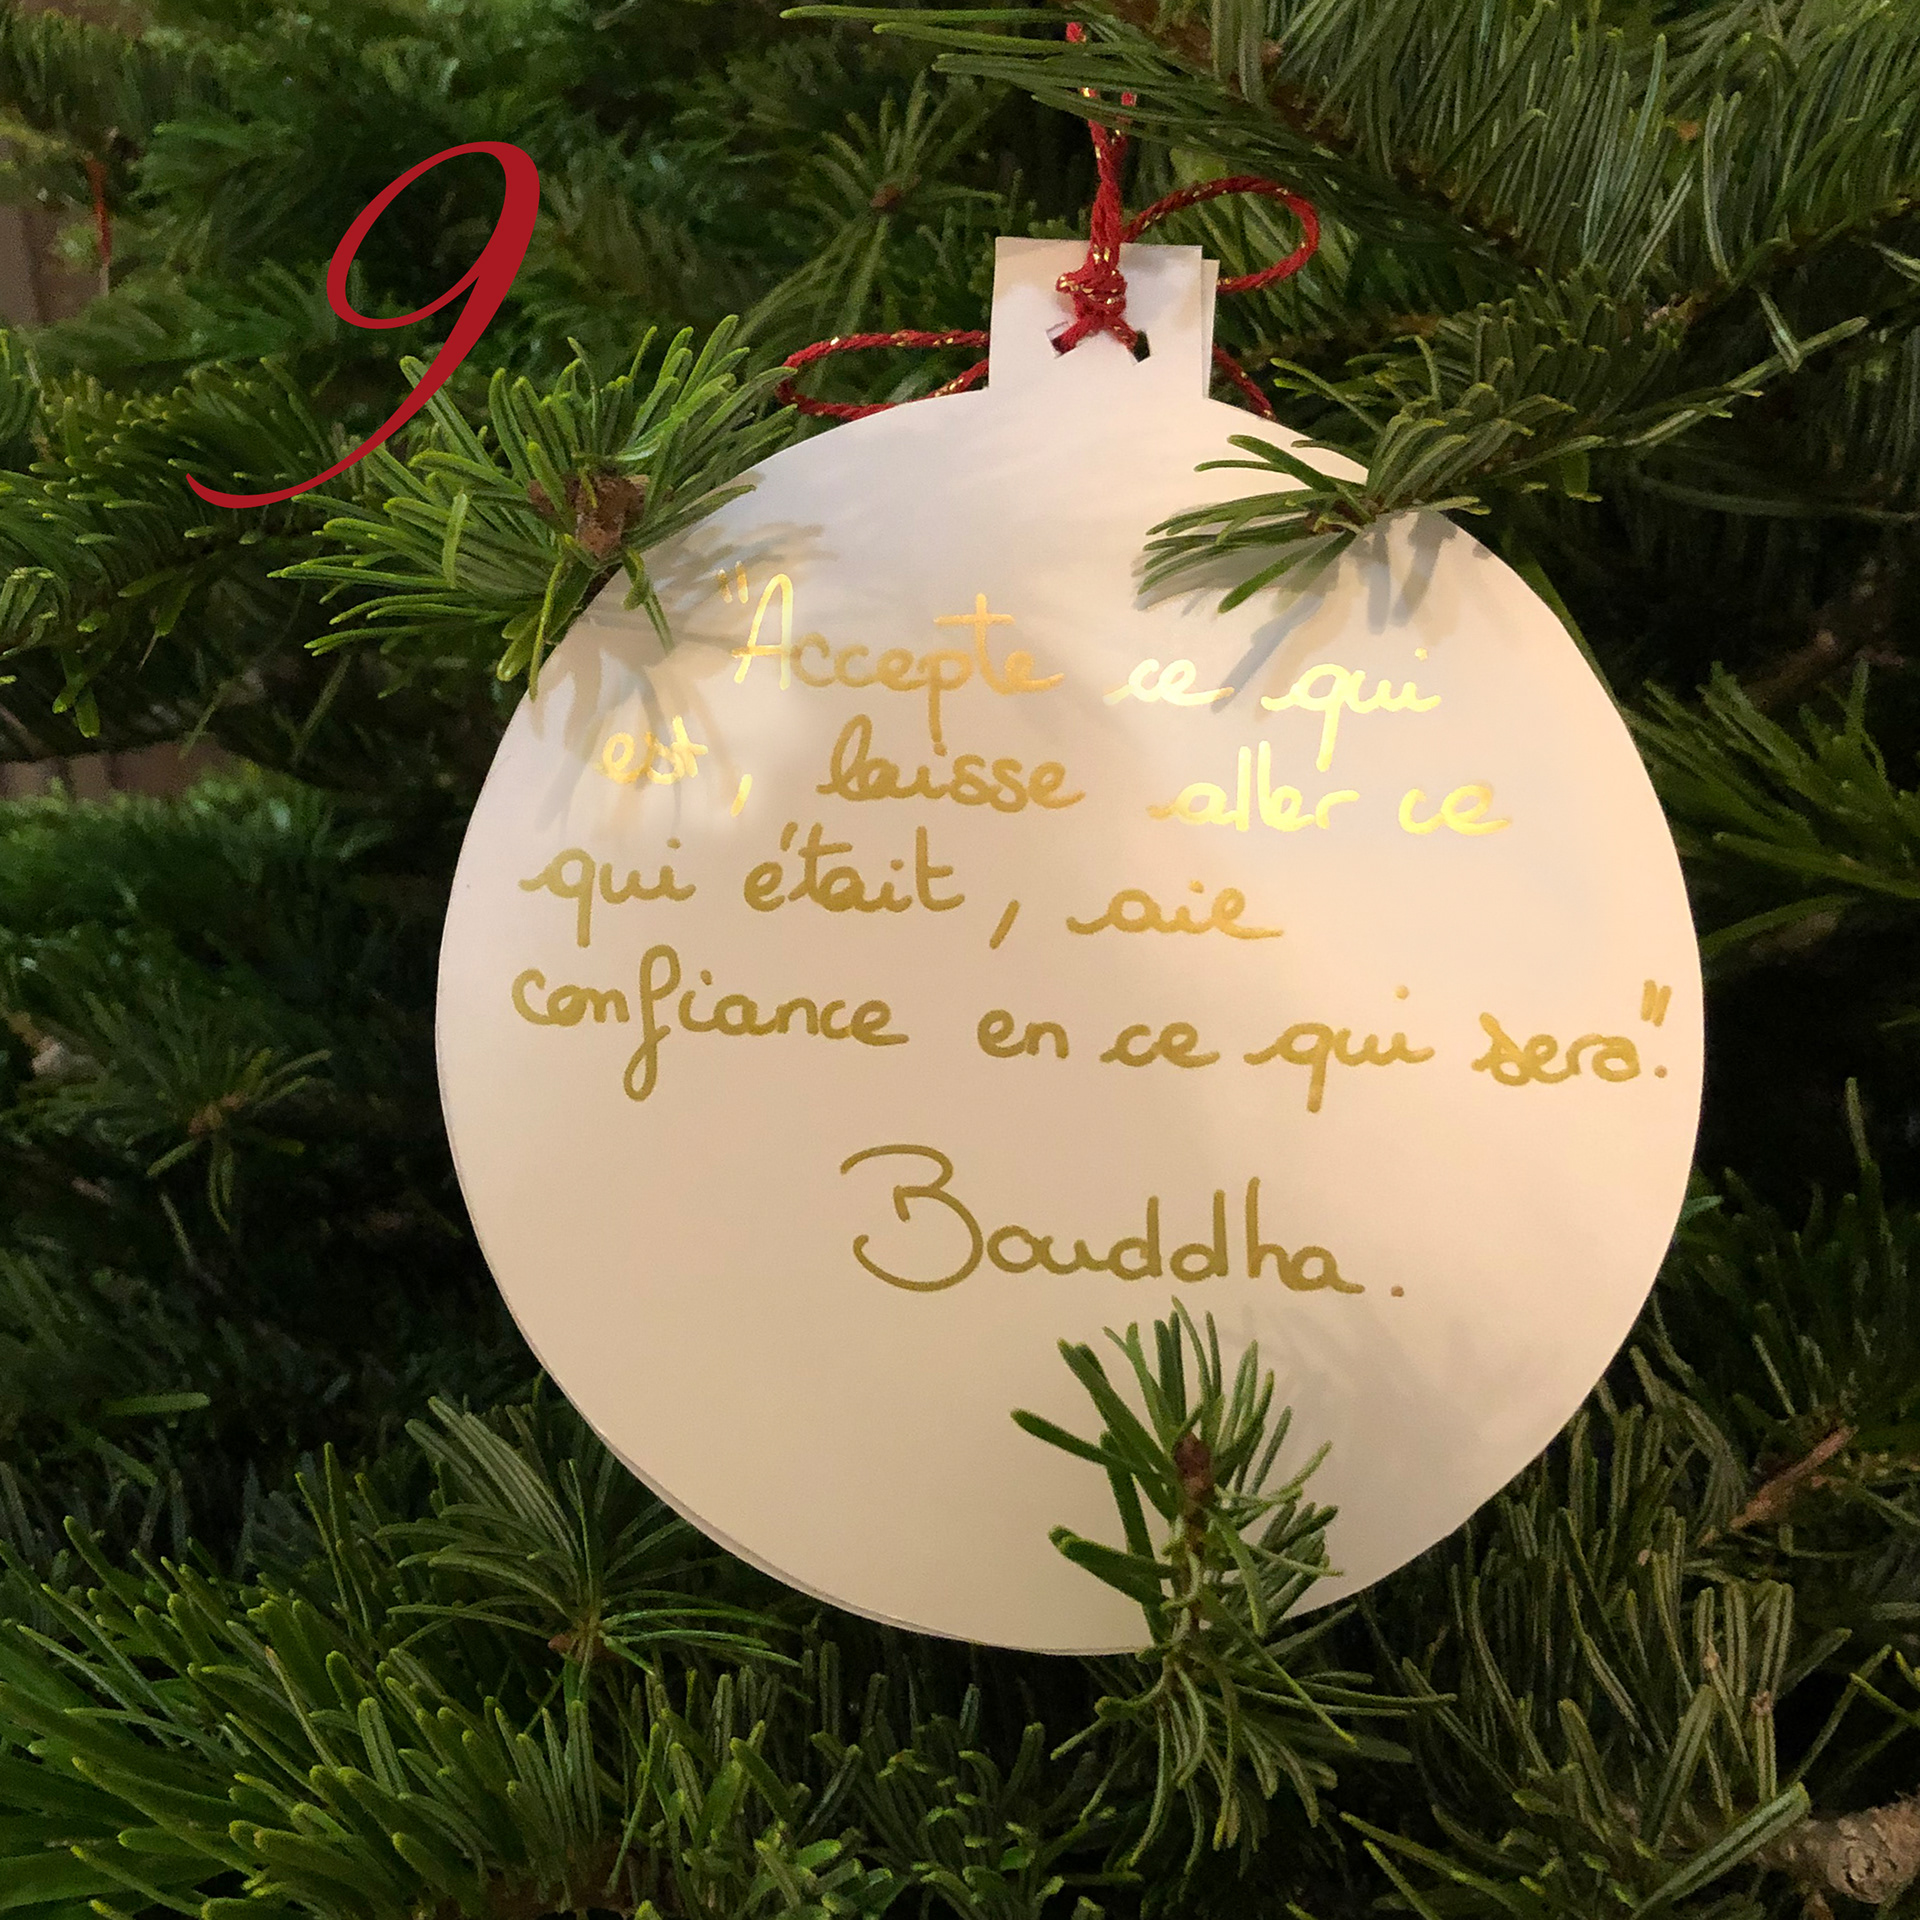 9
"Accepte ce qui
est, laisse aller ce
qui était, aie
confiance en ce qui sera".
Bouddha.